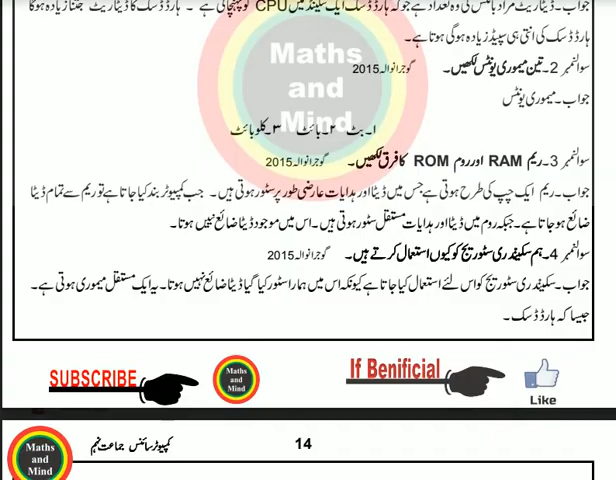 جواب۔ ڈیٹا ریٹ مراد بائٹس کی وہ تعداد ہے جو کہ ہارڈ ڈسک ایک سیکنڈ میں CPU کو پہنچاتی ہے ۔ ہارڈ ڈسک کا ڈیٹا ریٹ جتنا زیادہ ہوگا
ہارڈ ڈسک کی اتنی ہی سپیڈ زیادہ ہوگی ہوتا ہے۔
سوالنمبر 2۔ تین میموری یونٹس لکھیں۔ گوجرانوالہ 2015
جواب۔ میموری یونٹس
۱۔ بٹ ۲۔ بائٹ ۳۔ کلو بائٹ
سوالنمبر 3۔ ریم RAM اور روم ROM کا فرق لکھیں۔ گوجرانوالہ 2015
جواب۔ ریم ایک چپ کی طرح ہوتی ہے جس میں ڈیٹا اور ہدایات عارضی طور پر سٹور ہوتی ہیں۔ جب کمپیوٹر بند کیا جاتا ہے تو ریم سے تمام ڈیٹا
ضائع ہو جاتا ہے۔ جبکہ روم میں ڈیٹا اور ہدایات مستقل سٹور ہوتی ہیں۔ اس میں موجود ڈیٹا ضائع نہیں ہوتا۔
سوالنمبر 4۔ ہم سکینڈری سٹوریج کو کیوں استعمال کرتے ہیں۔ گوجرانوالہ 2015
جواب۔ سکینڈری سٹوریج کو اس لئے استعمال کیا جاتا ہے کیونکہ اس میں ہمارا سٹور کیا گیا ڈیٹا ضائع نہیں ہوتا۔ یہ ایک مستقل میموری ہوتی ہے۔
جیسا کہ ہارڈ ڈسک۔
Maths
and
Mind
SUBSCRIBE
Maths
and
Mind
If Benificial
Like
Maths
and
Mind
کمپیوٹر سائنس جماعت نہم
14